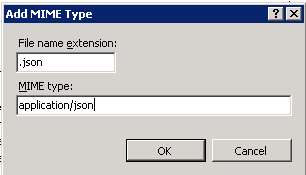 Add MIME Type
File name extension:
.json
MIME type:
application/json
OK
Cancel